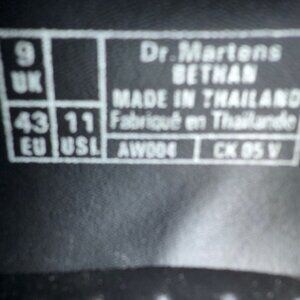 9 UK
43 EU
11 USL
Dr. Martens
BETHAN
MADE IN THAILAND
Fabriqué en Thaïlande
AW004 CK 05 V